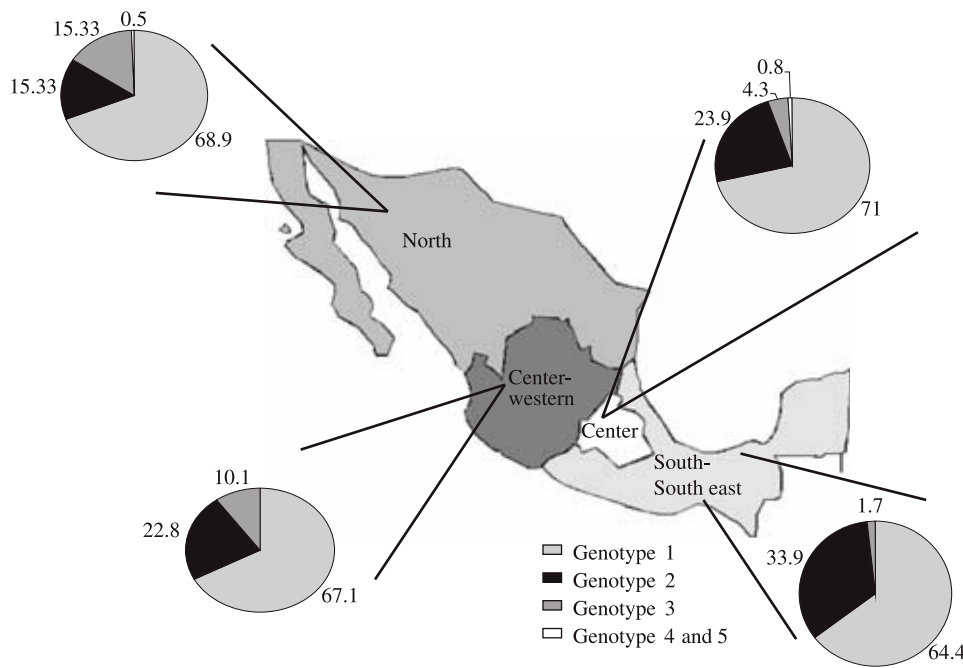 0.5
15.33
15.33
68.9
0.8
4.3
23.9
71
North
Center-
western
Center
South-
South east
10.1
22.8
67.1
1.7
33.9
64.4
Genotype 1
Genotype 2
Genotype 3
Genotype 4 and 5